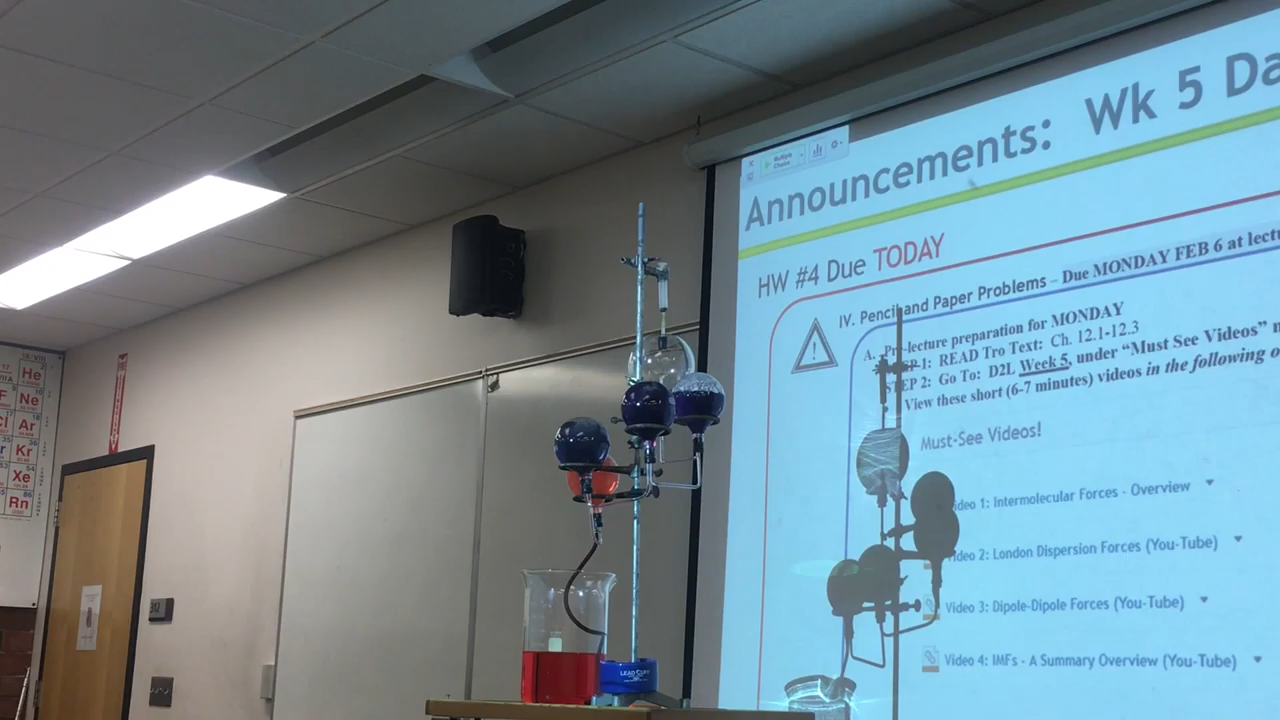 Announcements: Wk 5 Da
Multiple
Choice
HW #4 Due TODAY
IV. Pencil and Paper Problems – Due MONDAY FEB 6 at lectu
A. Pre-lecture preparation for MONDAY
STEP 1: READ Tro Text: Ch. 12.1-12.3
STEP 2: Go To: D2L Week 5, under “Must See Videos”
View these short (6-7 minutes) videos in the following o
Must-See Videos!
Video 1: Intermolecular Forces - Overview
Video 2: London Dispersion Forces (You-Tube)
Video 3: Dipole-Dipole Forces (You-Tube)
Video 4: IMFs - A Summary Overview (You-Tube)
He
F Ne
Cl Ar
r Kr
Xe
Rn
LEAD
312